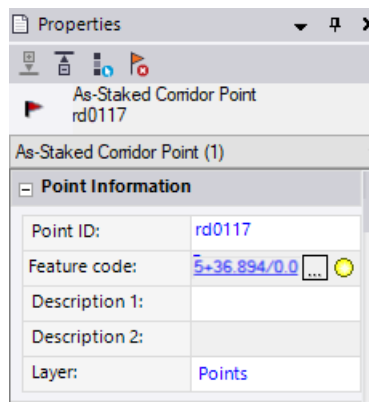 Properties
As-Staked Corridor Point
rd0117
As-Staked Corridor Point (1)
Point Information
Point ID: rd0117
Feature code: 5+36.894/0.0 ...
Description 1:
Description 2:
Layer: Points